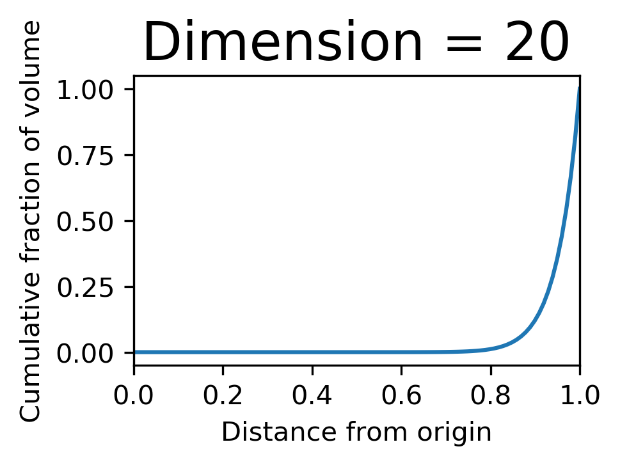 Dimension = 20
Cumulative fraction of volume
1.00
0.75
0.50
0.25
0.00
0.0 0.2 0.4 0.6 0.8 1.0
Distance from origin